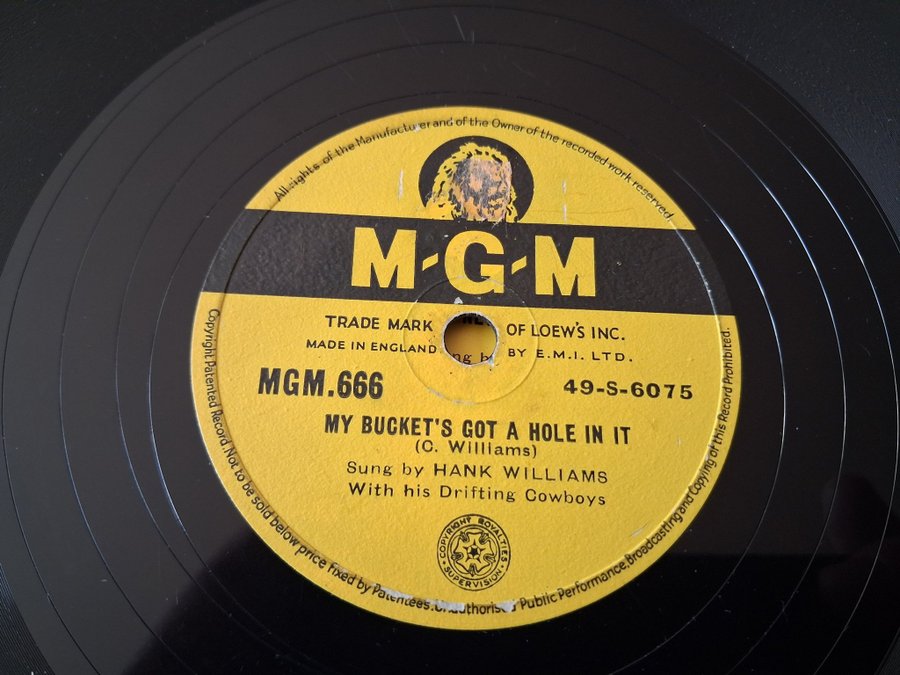 All rights of the Manufacturer and of the Owner of the recorded work reserved
M-G-M
TRADE MARK OF LOEW'S INC.
MADE IN ENGLAND ng b BY E.M.I. LTD.
MGM.666 49-S-6075
MY BUCKET'S GOT A HOLE IN IT
(C. Williams)
Sung by HANK WILLIAMS
With his Drifting Cowboys
COPYRIGHT ROYALTIES
SUPERVISION
Copyright Patented Record Not to be sold below price fixed by Patentees. Unauthorised Public Performance, Broadcasting and Copying of this Record Prohibited.